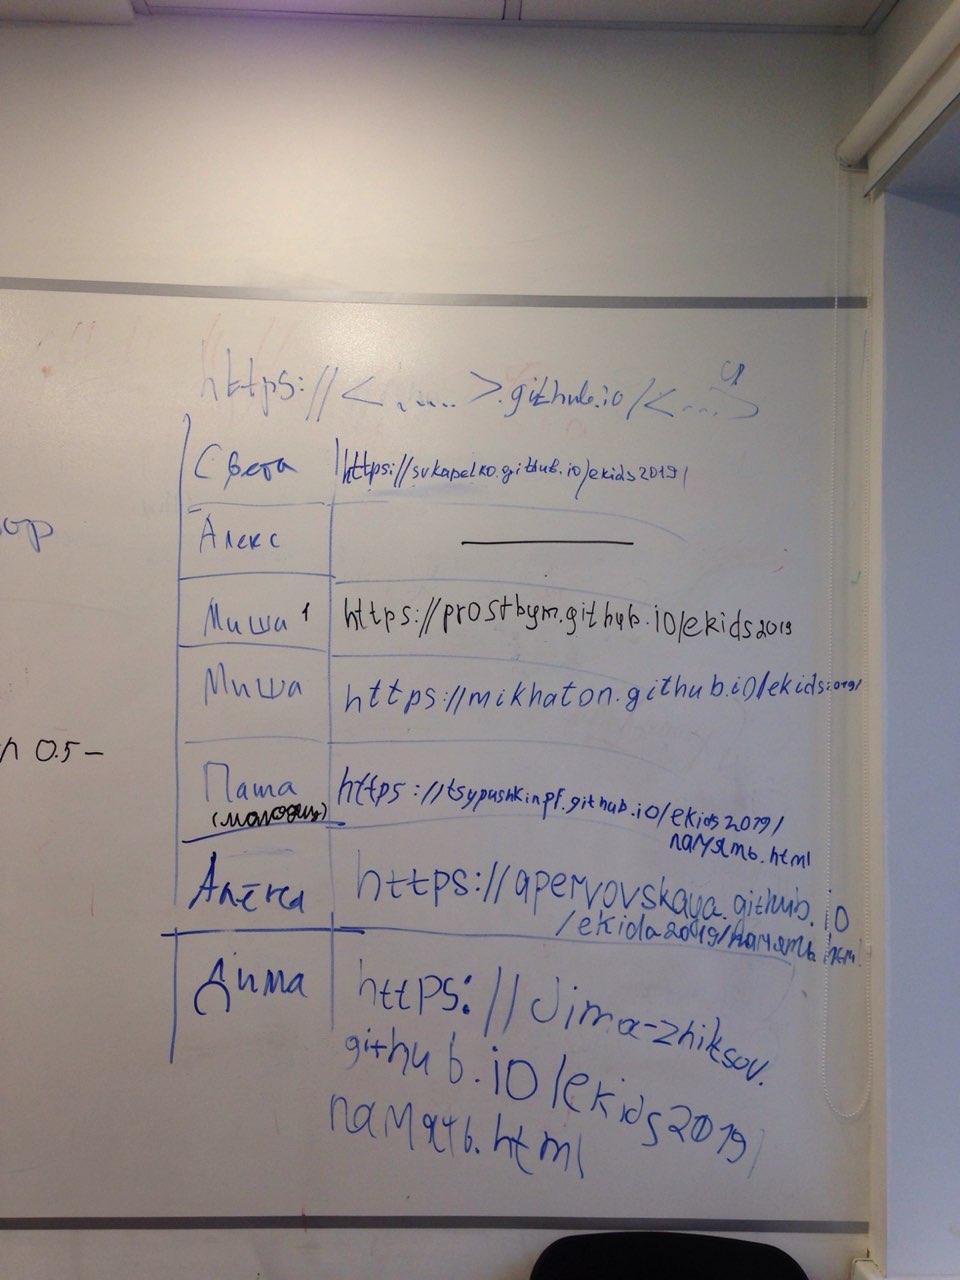 https://<.....>.github.io/<....>
Света https://svkapelko.github.io/ekids2019/
ор
Алекс
Миша 1 https://prostbym.github.io/ekids2019
Миша https://mikhaton.github.io/ekids2019/
0.5 –
Паша https://tsypushkinpf.github.io/ekids2019/
(молодец) память.html
Алёкса https://apervovskaya.github.io
/ekida2019/память.html
Дима https://dima-zhiksov.
github.io/ekids2019/
память.html